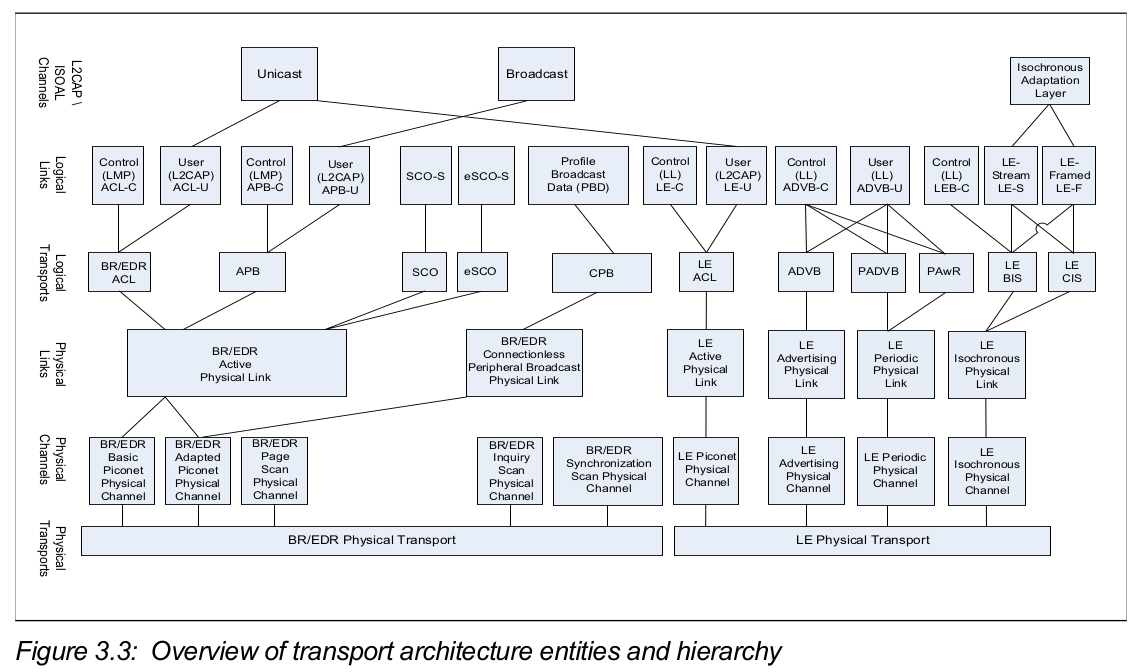 L2CAP \
ISOAL
Channels
Unicast
Broadcast
Isochronous
Adaptation
Layer
Logical
Links
Control
(LMP)
ACL-C
User
(L2CAP)
ACL-U
Control
(LMP)
APB-C
User
(L2CAP)
APB-U
SCO-S
eSCO-S
Profile
Broadcast
Data (PBD)
Control
(LL)
LE-C
User
(L2CAP)
LE-U
Control
(LL)
ADVB-C
User
(LL)
ADVB-U
Control
(LL)
LEB-C
LE-
Stream
LE-S
LE-
Framed
LE-F
Logical
Transports
BR/EDR
ACL
APB
SCO
eSCO
CPB
LE
ACL
ADVB
PADVB
PAwR
LE
BIS
LE
CIS
Physical
Links
BR/EDR
Active
Physical Link
BR/EDR
Connectionless
Peripheral Broadcast
Physical Link
LE
Active
Physical
Link
LE
Advertising
Physical
Link
LE
Periodic
Physical
Link
LE
Isochronous
Physical
Link
Physical
Channels
BR/EDR
Basic
Piconet
Physical
Channel
BR/EDR
Adapted
Piconet
Physical
Channel
BR/EDR
Page
Scan
Physical
Channel
BR/EDR
Inquiry
Scan
Physical
Channel
BR/EDR
Synchronization
Scan Physical
Channel
LE Piconet
Physical
Channel
LE
Advertising
Physical
Channel
LE Periodic
Physical
Channel
LE
Isochronous
Physical
Channel
Physical
Transports
BR/EDR Physical Transport
LE Physical Transport
Figure 3.3: Overview of transport architecture entities and hierarchy